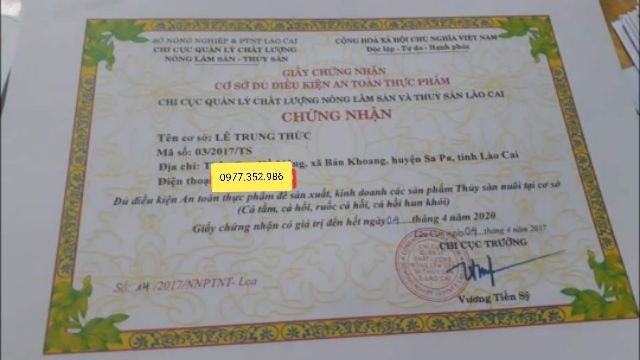 SỞ NÔNG NGHIỆP & PTNT LÀO CAI
CHI CỤC QUẢN LÝ CHẤT LƯỢNG
NÔNG LÂM SẢN - THUỶ SẢN
CỘNG HOÀ XÃ HỘI CHỦ NGHĨA VIỆT NAM
Độc lập - Tự do - Hạnh phúc
GIẤY CHỨNG NHẬN
CƠ SỞ ĐỦ ĐIỀU KIỆN AN TOÀN THỰC PHẨM
CHI CỤC QUẢN LÝ CHẤT LƯỢNG NÔNG LÂM SẢN VÀ THUỶ SẢN LÀO CAI
CHỨNG NHẬN
Tên cơ sở: LÊ TRUNG THỨC
Mã số: 03/2017/TS
Địa chỉ: xã Bản Khoang, huyện Sa Pa, tỉnh Lào Cai
Điện thoại 0977.352.986
Đủ điều kiện An toàn thực phẩm để sản xuất, kinh doanh các sản phẩm Thủy sản nuôi tại cơ sở
(Cá tầm, cá hồi, ruốc cá hồi, cá hồi hun khói)
Giấy chứng nhận có giá trị đến hết ngày 04 tháng 4 năm 2020
Lào Cai, ngày 04 tháng 4 năm 2017
CHI CỤC TRƯỞNG
Số: 14 /2017/NNPTNT- Lca
Vương Tiến Sỹ